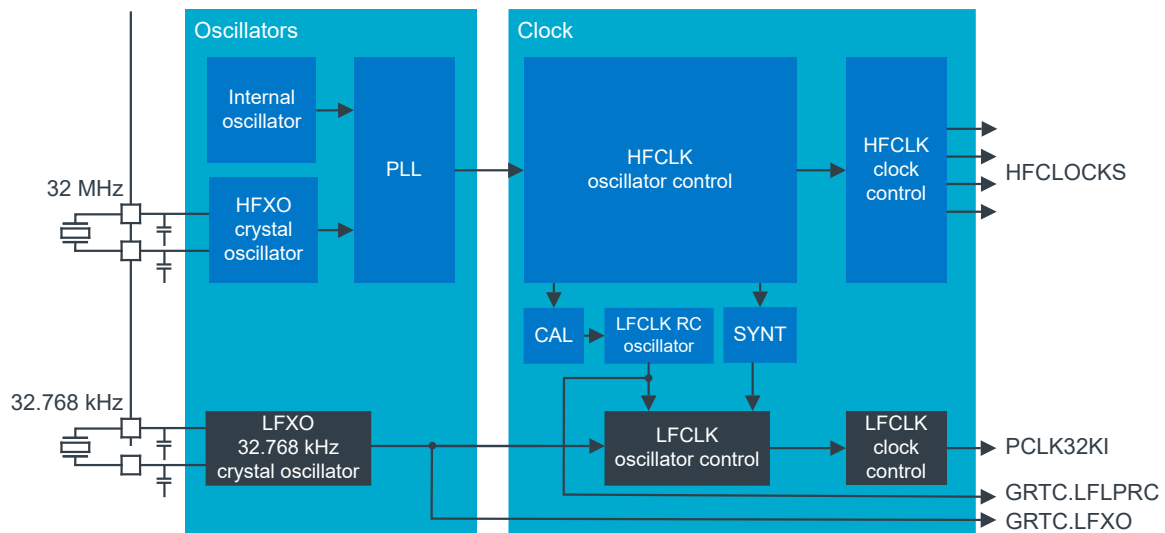 Oscillators
Clock
Internal
oscillator
PLL
HFCLK
oscillator control
HFCLK
clock
control
HFCLOCKS
32 MHz
HFXO
crystal
oscillator
CAL
LFCLK RC
oscillator
SYNT
32.768 kHz
LFXO
32.768 kHz
crystal oscillator
LFCLK
oscillator control
LFCLK
clock
control
PCLK32KI
GRTC.LFLPRC
GRTC.LFXO